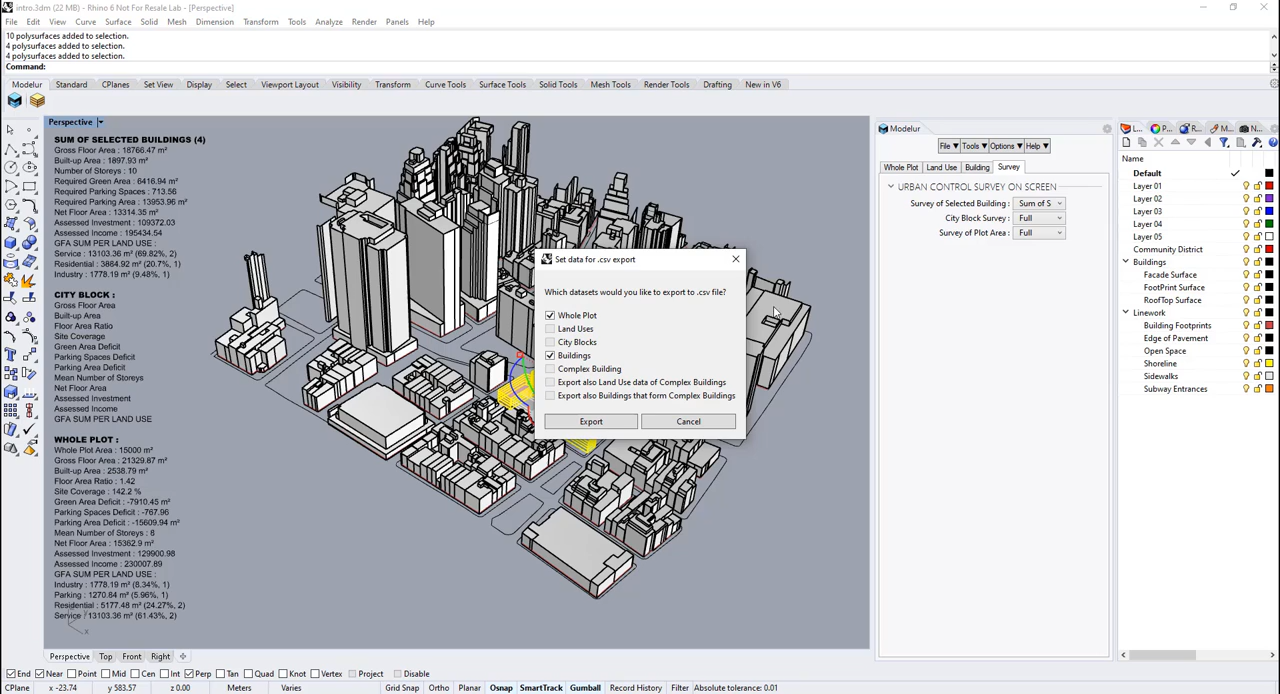 intro.3dm (22 MB) - Rhino 6 Not For Resale Lab - [Perspective]
File Edit View Curve Surface Solid Mesh Dimension Transform Tools Analyze Render Panels Help
10 polysurfaces added to selection.
4 polysurfaces added to selection.
4 polysurfaces added to selection.
Command:
Modelur Standard CPlanes Set View Display Select Viewport Layout Visibility Transform Curve Tools Surface Tools Solid Tools Mesh Tools Render Tools Drafting New in V6
Perspective
SUM OF SELECTED BUILDINGS (4)
Gross Floor Area : 18766.47 m²
Built-up Area : 1897.93 m²
Number of Storeys : 10
Required Green Area : 6416.94 m²
Required Parking Spaces : 713.56
Required Parking Area : 13953.96 m²
Net Floor Area : 13314.35 m²
Assessed Investment : 109372.03
Assessed Income : 195434.54
GFA SUM PER LAND USE :
Service : 13103.36 m² (69.82%, 2)
Residential : 3884.92 m² (20.7%, 1)
Industry : 1778.19 m² (9.48%, 1)
CITY BLOCK :
Gross Floor Area
Built-up Area
Floor Area Ratio
Site Coverage
Green Area Deficit
Parking Spaces Deficit
Parking Area Deficit
Mean Number of Storeys
Net Floor Area
Assessed Investment
Assessed Income
GFA SUM PER LAND USE
WHOLE PLOT :
Whole Plot Area : 15000 m²
Gross Floor Area : 21329.87 m²
Built-up Area : 2538.79 m²
Floor Area Ratio : 1.42
Site Coverage : 142.2 %
Green Area Deficit : -7910.45 m²
Parking Spaces Deficit : -767.96
Parking Area Deficit : -15609.94 m²
Mean Number of Storeys : 8
Net Floor Area : 15362.9 m²
Assessed Investment : 129900.98
Assessed Income : 230007.89
GFA SUM PER LAND USE :
Industry : 1778.19 m² (8.34%, 1)
Parking : 1270.84 m² (5.96%, 1)
Residential : 5177.48 m² (24.27%, 2)
Service : 13103.36 m² (61.43%, 2)
x
Set data for .csv export
Which datasets would you like to export to .csv file?
Whole Plot
Land Uses
City Blocks
Buildings
Complex Building
Export also Land Use data of Complex Buildings
Export also Buildings that form Complex Buildings
Export Cancel
Modelur
File Tools Options Help
Whole Plot Land Use Building Survey
URBAN CONTROL SURVEY ON SCREEN
Survey of Selected Building : Sum of S
City Block Survey : Full
Survey of Plot Area : Full
L... P... R... M... N...
Name
Default
Layer 01
Layer 02
Layer 03
Layer 04
Layer 05
Community District
Buildings
Facade Surface
FootPrint Surface
RoofTop Surface
Linework
Building Footprints
Edge of Pavement
Open Space
Shoreline
Sidewalks
Subway Entrances
Perspective Top Front Right
End Near Point Mid Cen Int Perp Tan Quad Knot Vertex Project Disable
CPlane x -23.74 y 583.57 z 0.00 Meters Varies Grid Snap Ortho Planar Osnap SmartTrack Gumball Record History Filter Absolute tolerance: 0.01